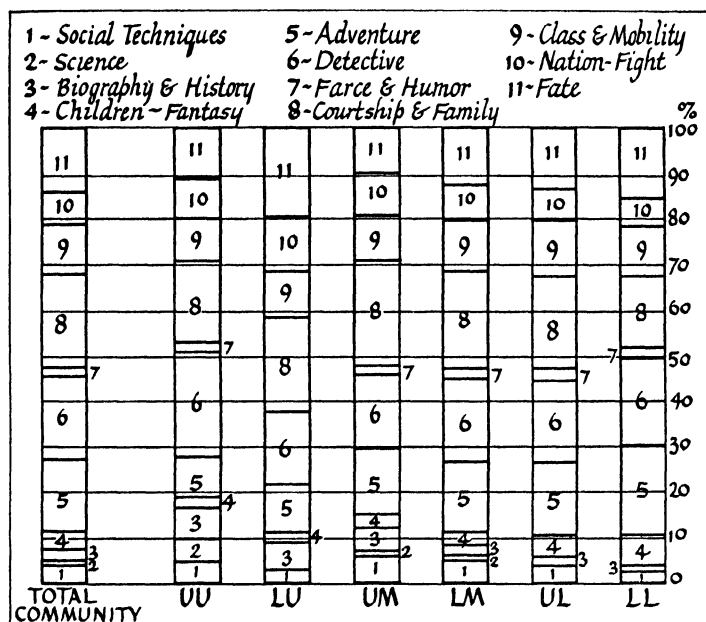 1 - Social Techniques 5 - Adventure 9 - Class & Mobility
2 - Science 6 - Detective 10 - Nation-Fight
3 - Biography & History 7 - Farce & Humor 11 - Fate
4 - Children - Fantasy 8 - Courtship & Family
%
100
11 11 11 11 11 11 11
90
10 10 10 10 10 10 10
80
9 9 9 9 9 9 9
70
8 8 8 8 8 8 8
60
7 7 7 7 7 7
50
6 6 6 6 6 6 6
40
30
5 5 5 5 5 5 5
20
4 4 4 4 4 4 4
10
3 3 3 3 3 3 3
2 2 2 2
1 1 1 1 1 1 1
0
TOTAL COMMUNITY UU LU UM LM UL LL